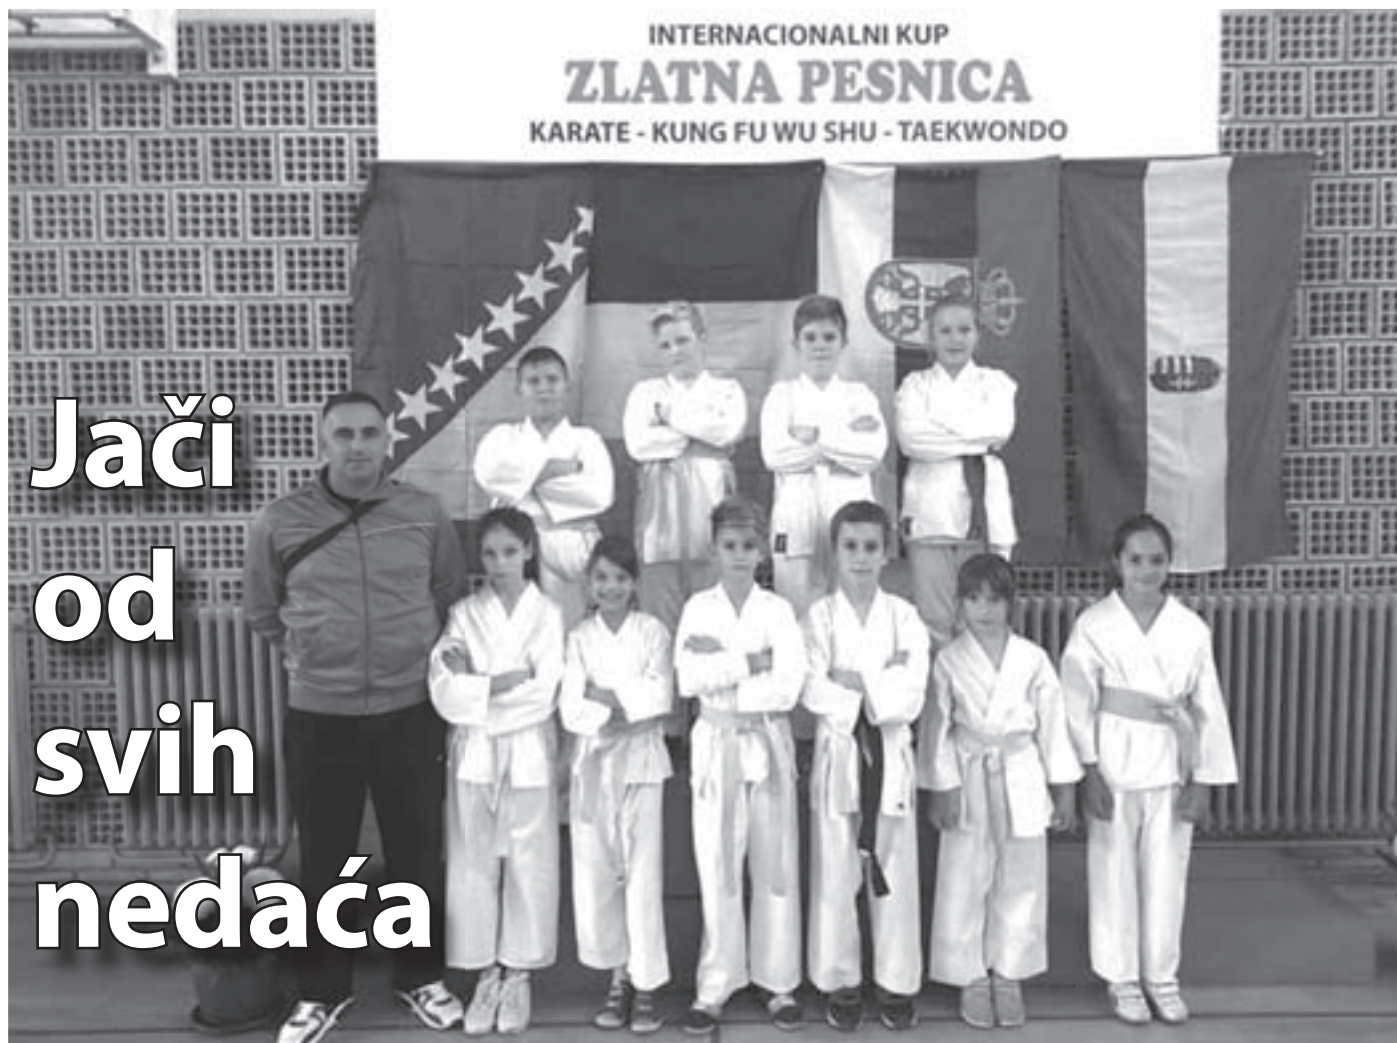 INTERNACIONALNI KUP
ZLATNA PESNICA
KARATE - KUNG FU WU SHU - TAEKWONDO
Jači
od
svih
nedaća